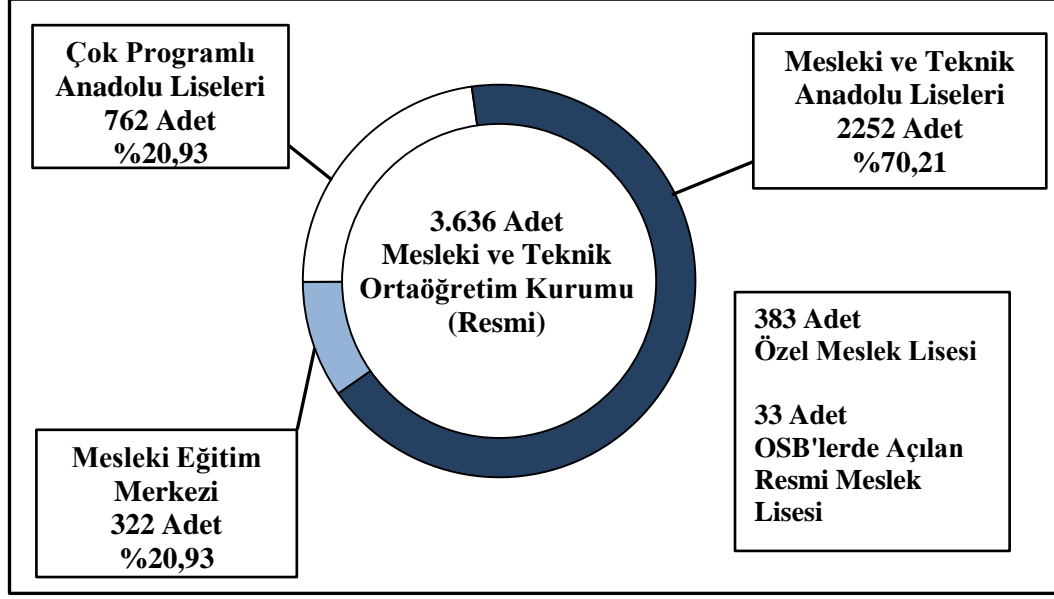 Çok Programlı
Anadolu Liseleri
762 Adet
%20,93
Mesleki ve Teknik
Anadolu Liseleri
2252 Adet
%70,21
3.636 Adet
Mesleki ve Teknik
Ortaöğretim Kurumu
(Resmi)
383 Adet
Özel Meslek Lisesi
33 Adet
OSB'lerde Açılan
Resmi Meslek
Lisesi
Mesleki Eğitim
Merkezi
322 Adet
%20,93